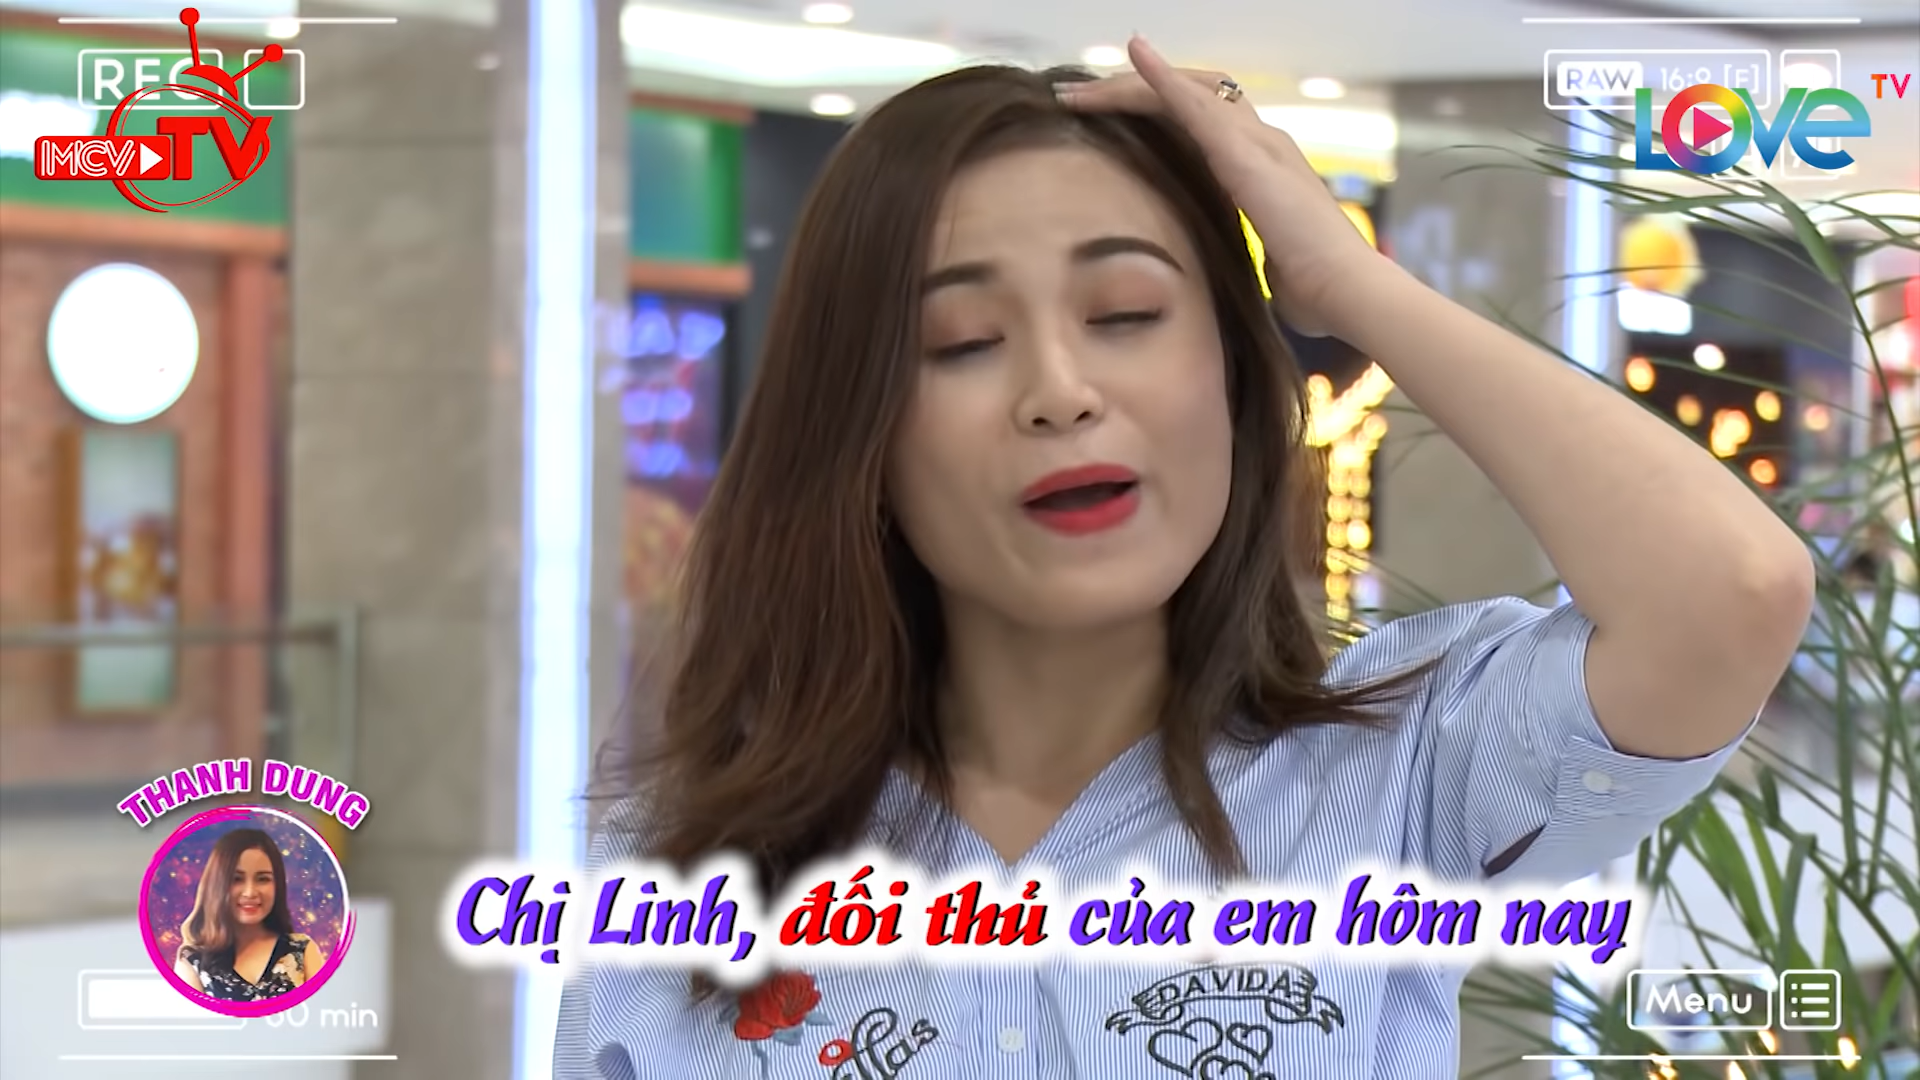 REC
MCV TV
RAW 16:9 [F]
LOVE TV
THANH DUNG
Chị Linh, đối thủ của em hôm nay
DAVIDA
min
Menu